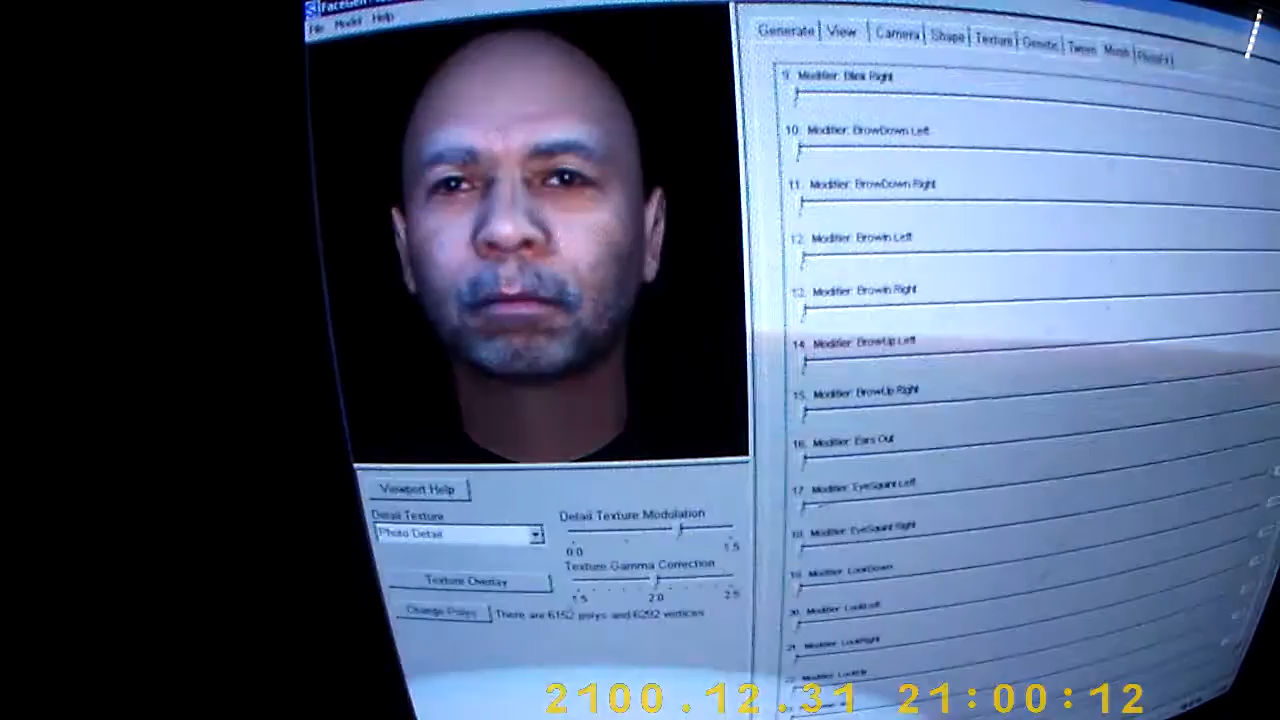 FaceGen
File Model Help
Generate View Camera Shape Texture Genetic Tween Morph PhotoFit
9. Modifier: Blink Right
10. Modifier: BrowDown Left
11. Modifier: BrowDown Right
12. Modifier: BrowIn Left
13. Modifier: BrowIn Right
14. Modifier: BrowUp Left
15. Modifier: BrowUp Right
16. Modifier: Ears Out
17. Modifier: EyeSquint Left
18. Modifier: EyeSquint Right
19. Modifier: LookDown
20. Modifier: LookLeft
21. Modifier: LookRight
22. Modifier: LookUp
Viewport Help
Detail Texture
Photo Detail
Detail Texture Modulation
0.0 1.5
Texture Overlay
Texture Gamma Correction
1.5 2.0 2.5
Change Polys There are 6152 polys and 6292 vertices
2100.12.31 21:00:12